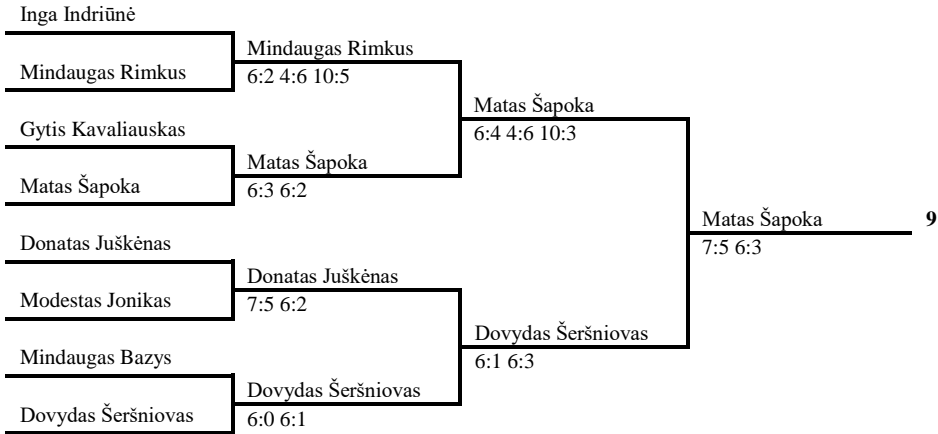 Inga Indriūnė
Mindaugas Rimkus
Mindaugas Rimkus
6:2 4:6 10:5
Matas Šapoka
6:4 4:6 10:3
Gytis Kavaliauskas
Matas Šapoka
Matas Šapoka
6:3 6:2
Matas Šapoka
7:5 6:3
9
Donatas Juškėnas
Donatas Juškėnas
7:5 6:2
Modestas Jonikas
Dovydas Šeršniovas
6:1 6:3
Mindaugas Bazys
Dovydas Šeršniovas
6:0 6:1
Dovydas Šeršniovas